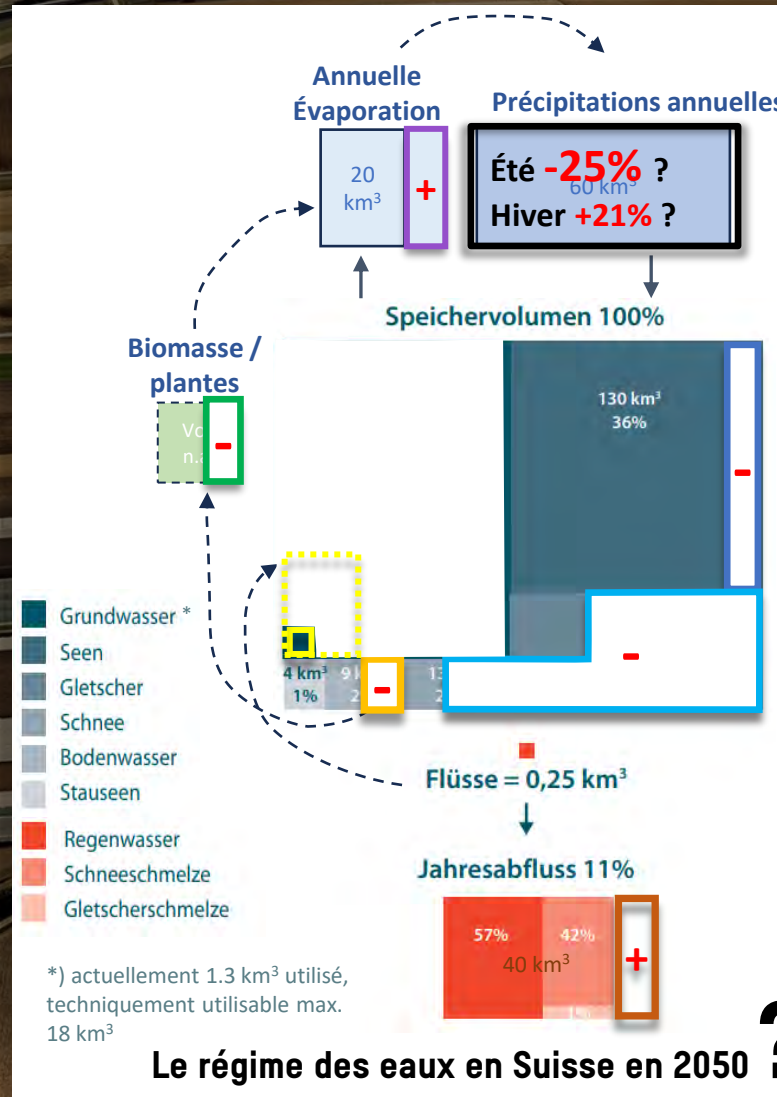 Annuelle
Évaporation
Précipitations annuelles
20
km³
+
Été -25% ?
60 km³
Hiver +21% ?
Speichervolumen 100%
Biomasse /
plantes
-
130 km³
36%
-
-
4 km³
1%
-
Grundwasser *
Seen
Gletscher
Schnee
Bodenwasser
Stauseen
Regenwasser
Schneeschmelze
Gletscherschmelze
Flüsse = 0,25 km³
Jahresabfluss 11%
57%
42%
40 km³
+
*) actuellement 1.3 km³ utilisé,
techniquement utilisable max.
18 km³
Le régime des eaux en Suisse en 2050 ?